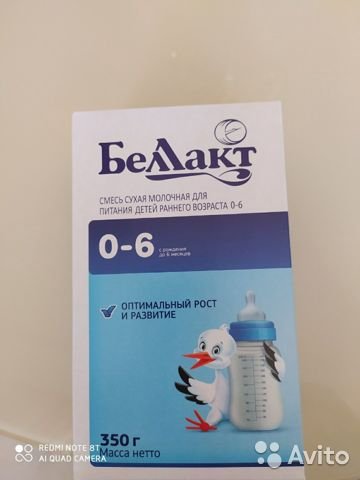 Беллакт
СМЕСЬ СУХАЯ МОЛОЧНАЯ ДЛЯ
ПИТАНИЯ ДЕТЕЙ РАННЕГО ВОЗРАСТА 0-6
0-6 с рождения
до 6 месяцев
ОПТИМАЛЬНЫЙ РОСТ
И РАЗВИТИЕ
350 г
Масса нетто
REDMI NOTE 8T
AI QUAD CAMERA
Avito